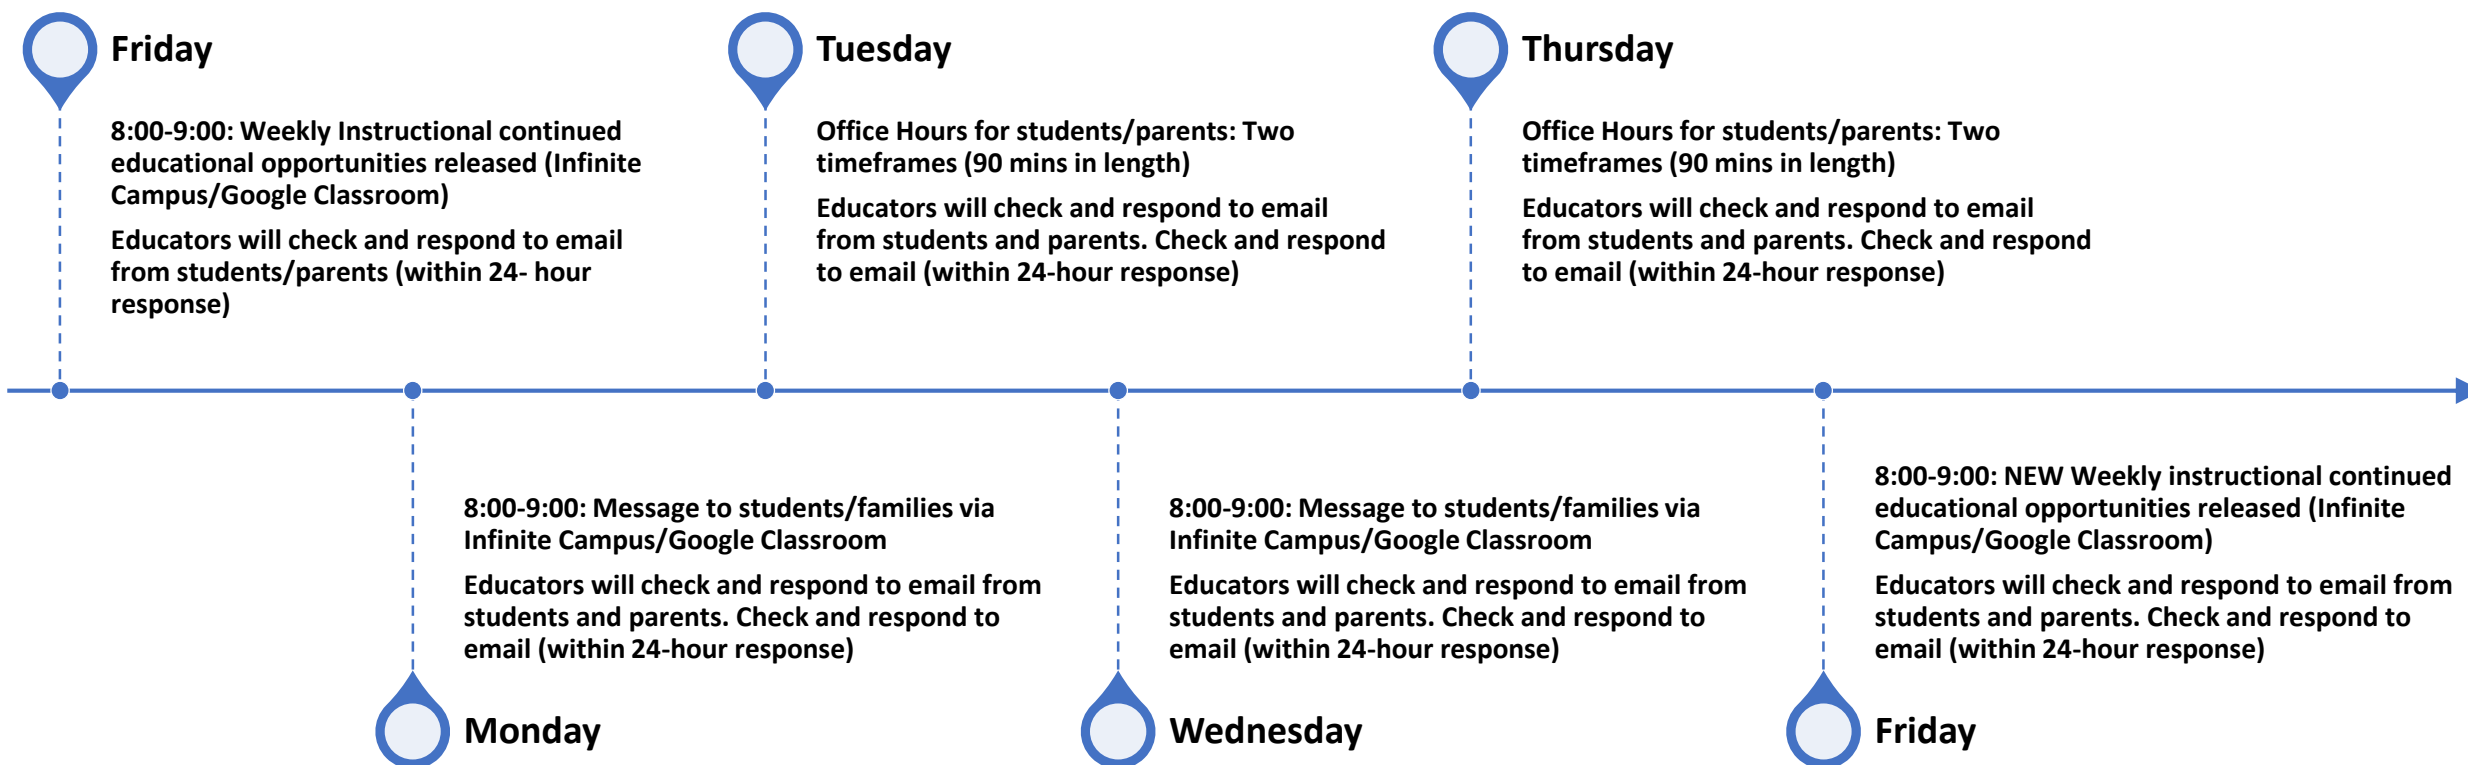 Friday
8:00-9:00: Weekly Instructional continued
educational opportunities released (Infinite
Campus/Google Classroom)
Educators will check and respond to email
from students/parents (within 24- hour
response)
8:00-9:00: Message to students/families via
Infinite Campus/Google Classroom
Educators will check and respond to email from
students and parents. Check and respond to
email (within 24-hour response)
Monday
Tuesday
Office Hours for students/parents: Two
timeframes (90 mins in length)
Educators will check and respond to email
from students and parents. Check and respond
to email (within 24-hour response)
8:00-9:00: Message to students/families via
Infinite Campus/Google Classroom
Educators will check and respond to email from
students and parents. Check and respond to
email (within 24-hour response)
Wednesday
Thursday
Office Hours for students/parents: Two
timeframes (90 mins in length)
Educators will check and respond to email
from students and parents. Check and respond
to email (within 24-hour response)
8:00-9:00: NEW Weekly instructional continued
educational opportunities released (Infinite
Campus/Google Classroom)
Educators will check and respond to email from
students and parents. Check and respond to
email (within 24-hour response)
Friday